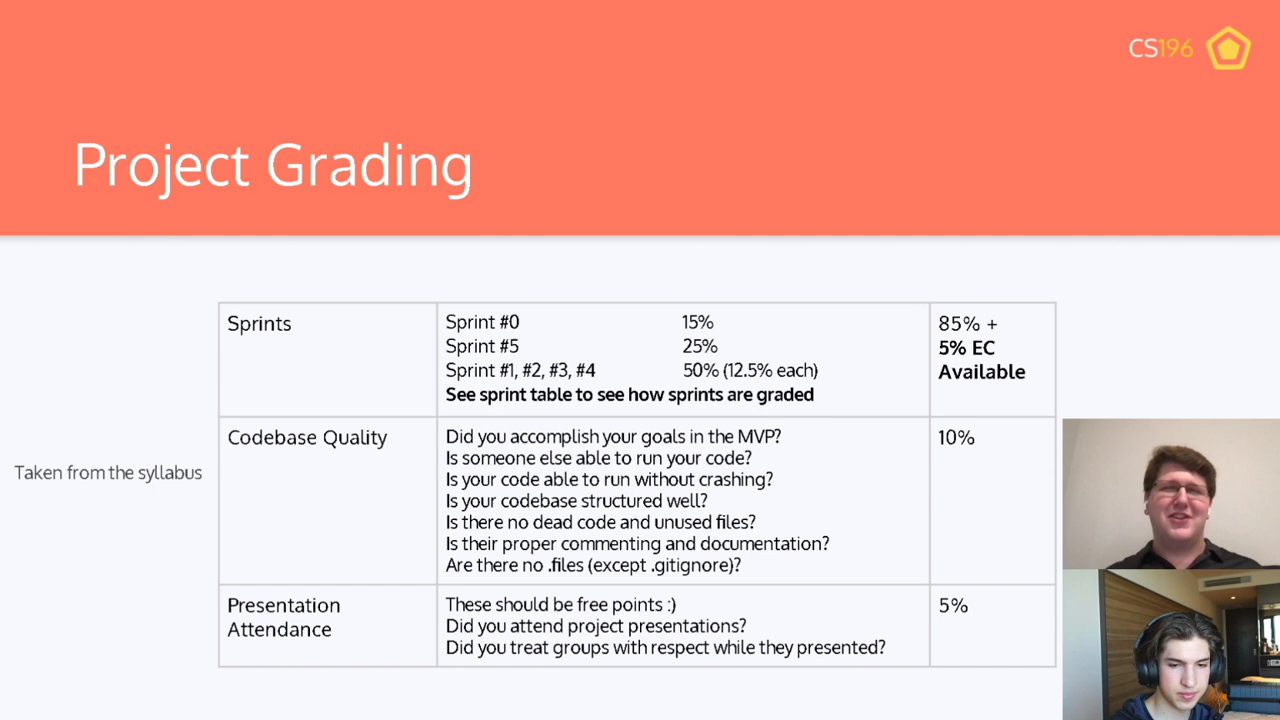 CS196
Project Grading
Taken from the syllabus
Sprints
Sprint #0 15%
Sprint #5 25%
Sprint #1, #2, #3, #4 50% (12.5% each)
See sprint table to see how sprints are graded
85% +
5% EC
Available
Codebase Quality
Did you accomplish your goals in the MVP?
Is someone else able to run your code?
Is your code able to run without crashing?
Is your codebase structured well?
Is there no dead code and unused files?
Is their proper commenting and documentation?
Are there no .files (except .gitignore)?
10%
Presentation
Attendance
These should be free points :)
Did you attend project presentations?
Did you treat groups with respect while they presented?
5%